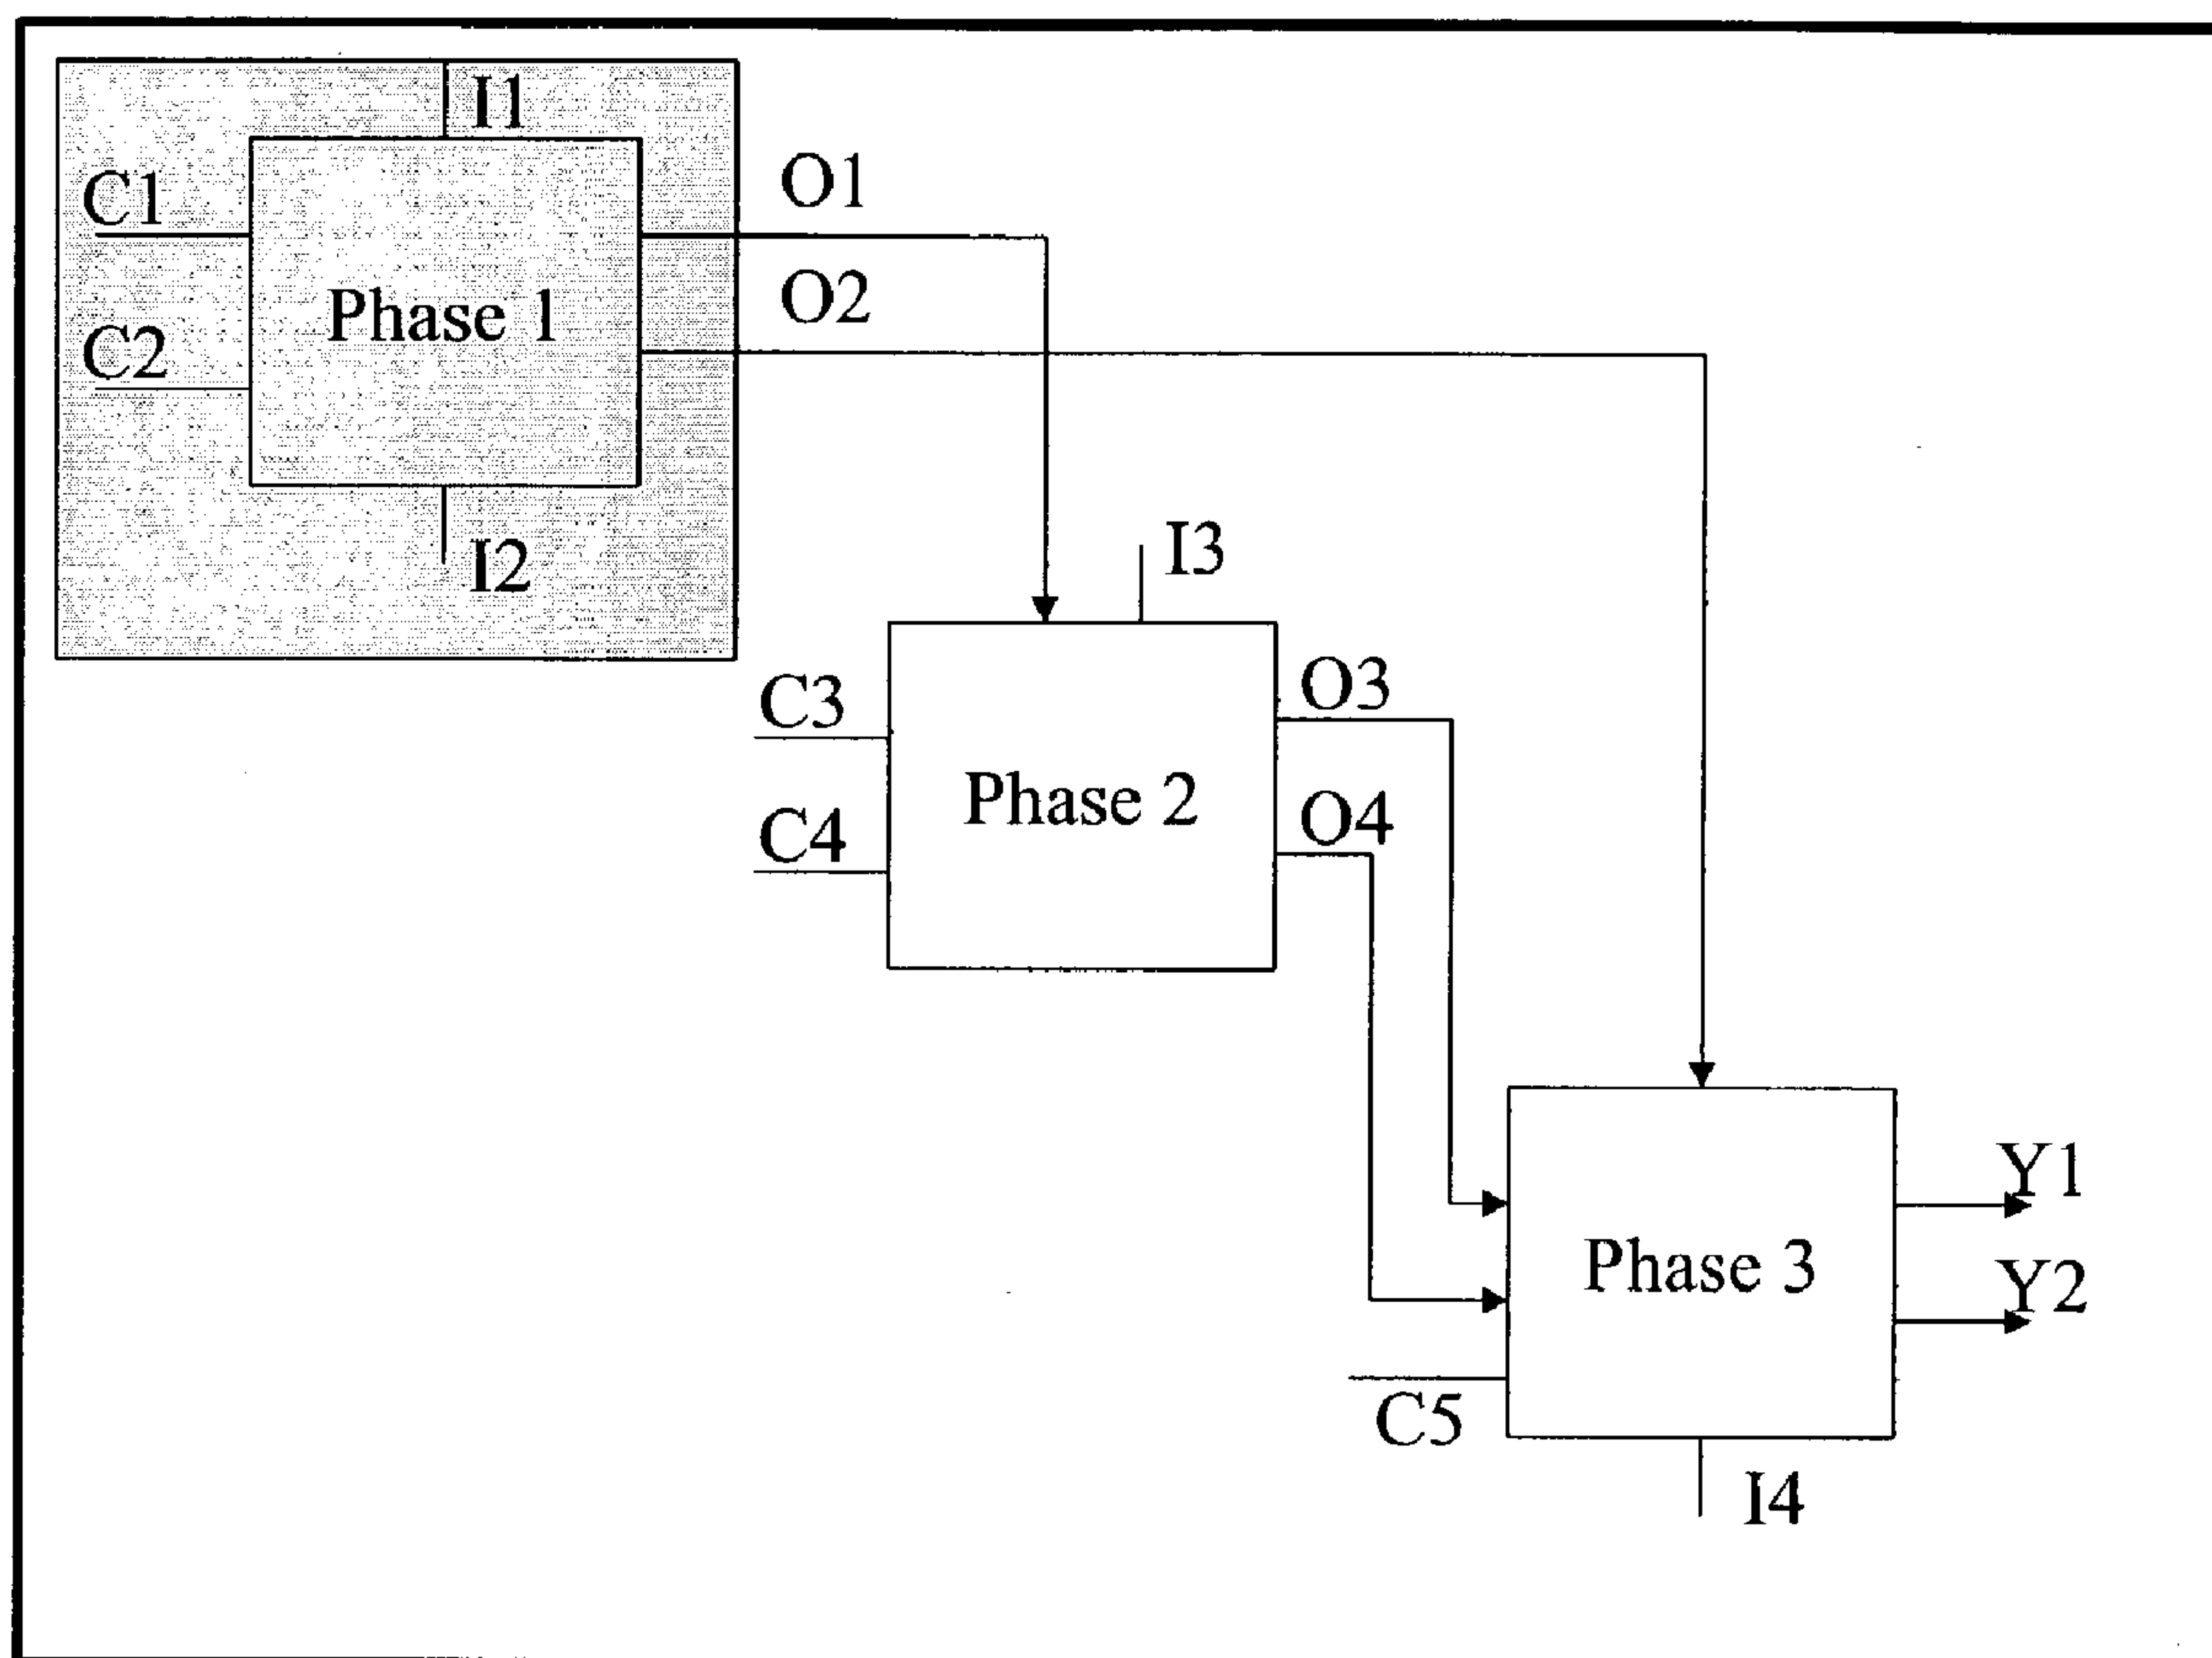 I1
C1
O1
O2
Phase 1
C2
I2
I3
C3
O3
Phase 2
C4
O4
Y1
Phase 3
Y2
C5
I4